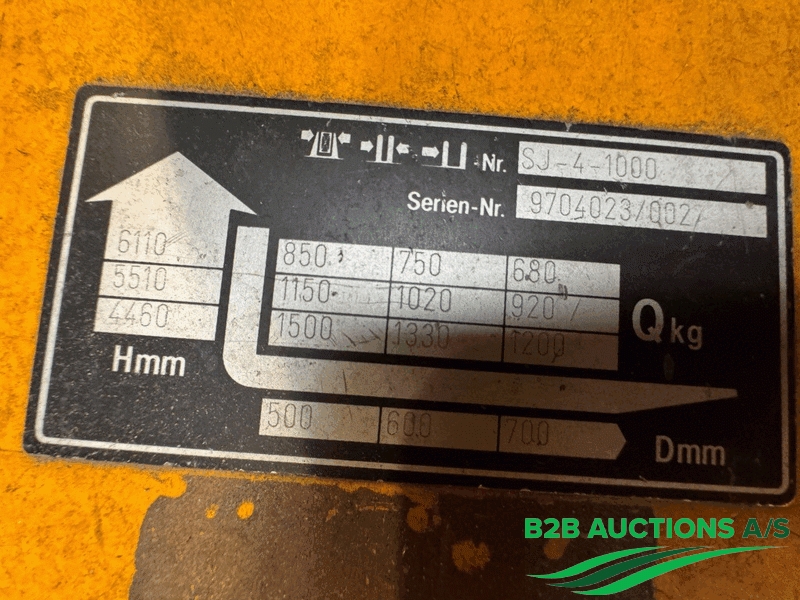 Nr. SJ-4-1000
Serien-Nr. 9704023/0027
6110 850 750 680
5510 1150 1020 920
4460 1500 1330 1200
Q kg
Hmm
500 600 700
Dmm
B2B AUCTIONS A/S